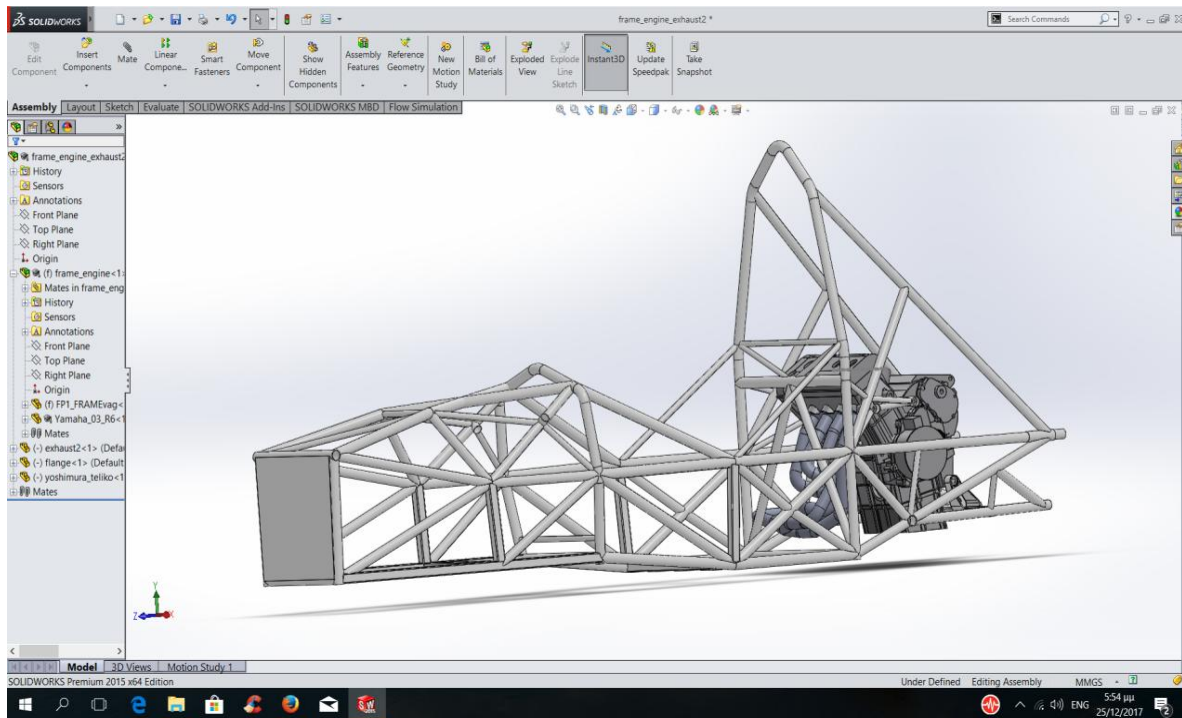 SOLIDWORKS
frame_engine_exhaust2 *
Search Commands
Edit Component
Insert Components
Mate
Linear Compone...
Smart Fasteners
Move Component
Show Hidden Components
Assembly Features
Reference Geometry
New Motion Study
Bill of Materials
Exploded View
Explode Line Sketch
Instant3D
Update Speedpak
Take Snapshot
Assembly Layout Sketch Evaluate SOLIDWORKS Add-Ins SOLIDWORKS MBD Flow Simulation
frame_engine_exhaust2
History
Sensors
Annotations
Front Plane
Top Plane
Right Plane
Origin
(f) frame_engine<1>
Mates in frame_eng
History
Sensors
Annotations
Front Plane
Top Plane
Right Plane
Origin
(f) FP1_FRAMEvag<
Yamaha_03_R6<1
Mates
(-) exhaust2<1> (Defa
(-) flange<1> (Default
(-) yoshimura_teliko<1
Mates
Y
Z X
Model 3D Views Motion Study 1
SOLIDWORKS Premium 2015 x64 Edition
Under Defined Editing Assembly MMGS
ENG
5:54 μμ
25/12/2017
2